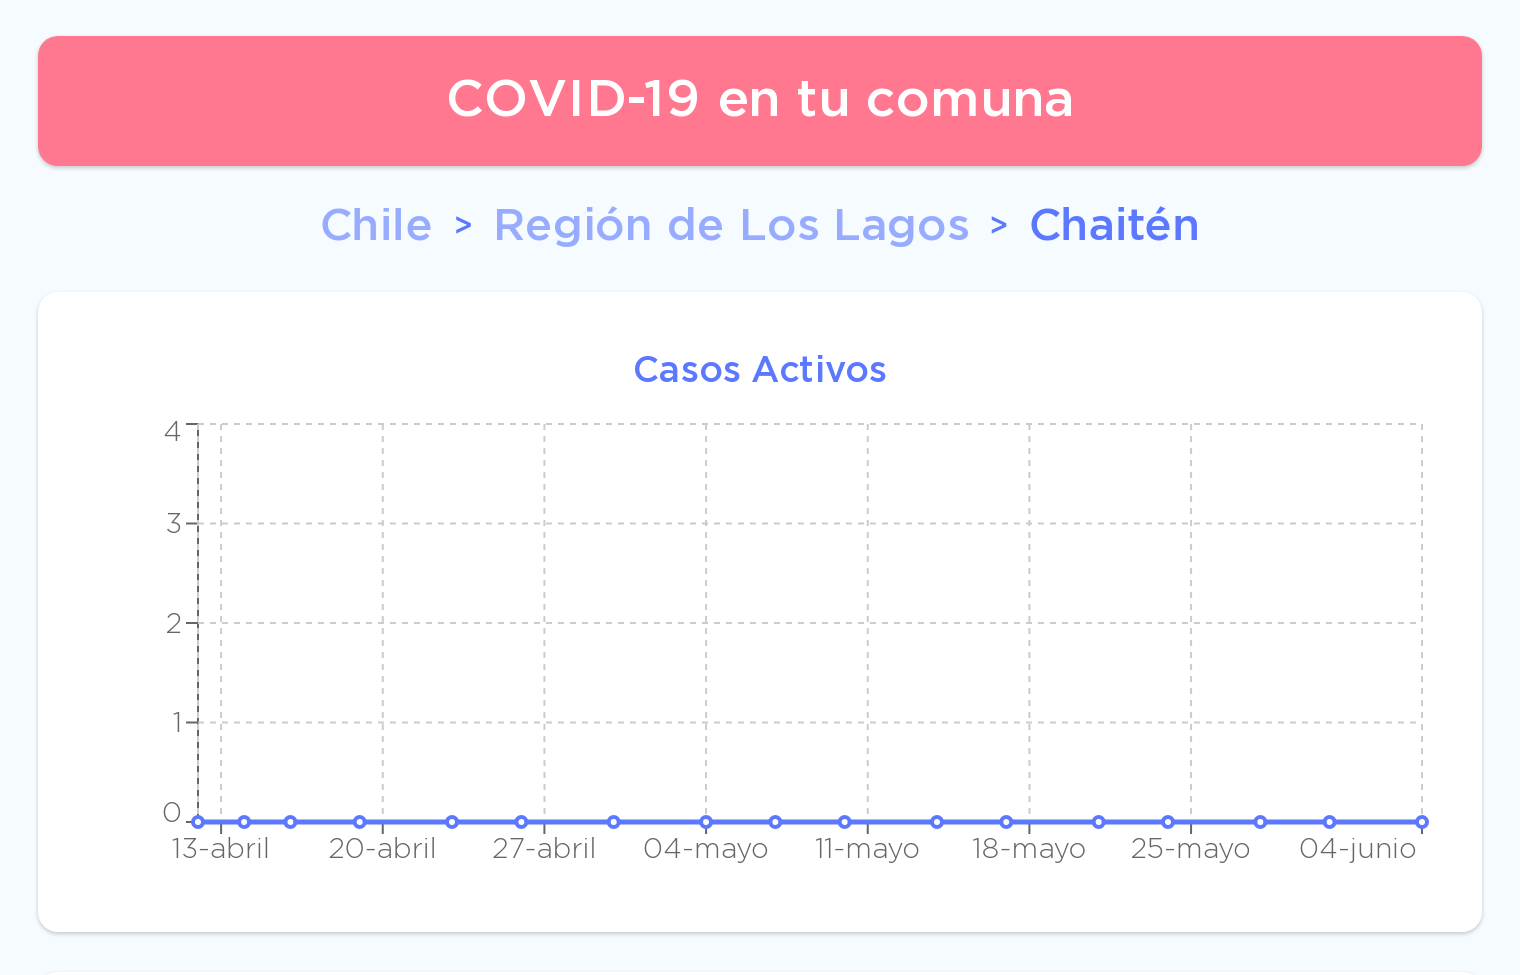 COVID-19 en tu comuna
Chile > Región de Los Lagos > Chaitén
Casos Activos
4
3
2
1
0
13-abril 20-abril 27-abril 04-mayo 11-mayo 18-mayo 25-mayo 04-junio